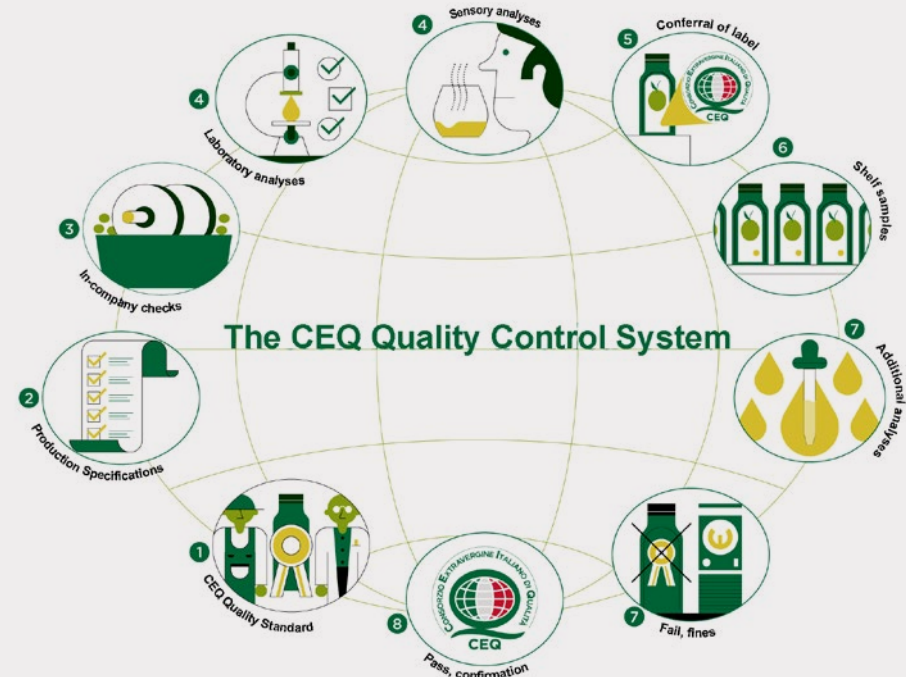 The CEQ Quality Control System
1
CEQ Quality Standard
2
Production Specifications
3
In-company checks
4
Laboratory analyses
4
Sensory analyses
5
Conferral of label
CONSORZIO EXTRAVERGINE ITALIANO DI QUALITÀ
CEQ
6
Shelf samples
7
Additional analyses
7
Fail, fines
8
Pass, confirmation
CONSORZIO EXTRAVERGINE ITALIANO DI QUALITÀ
CEQ